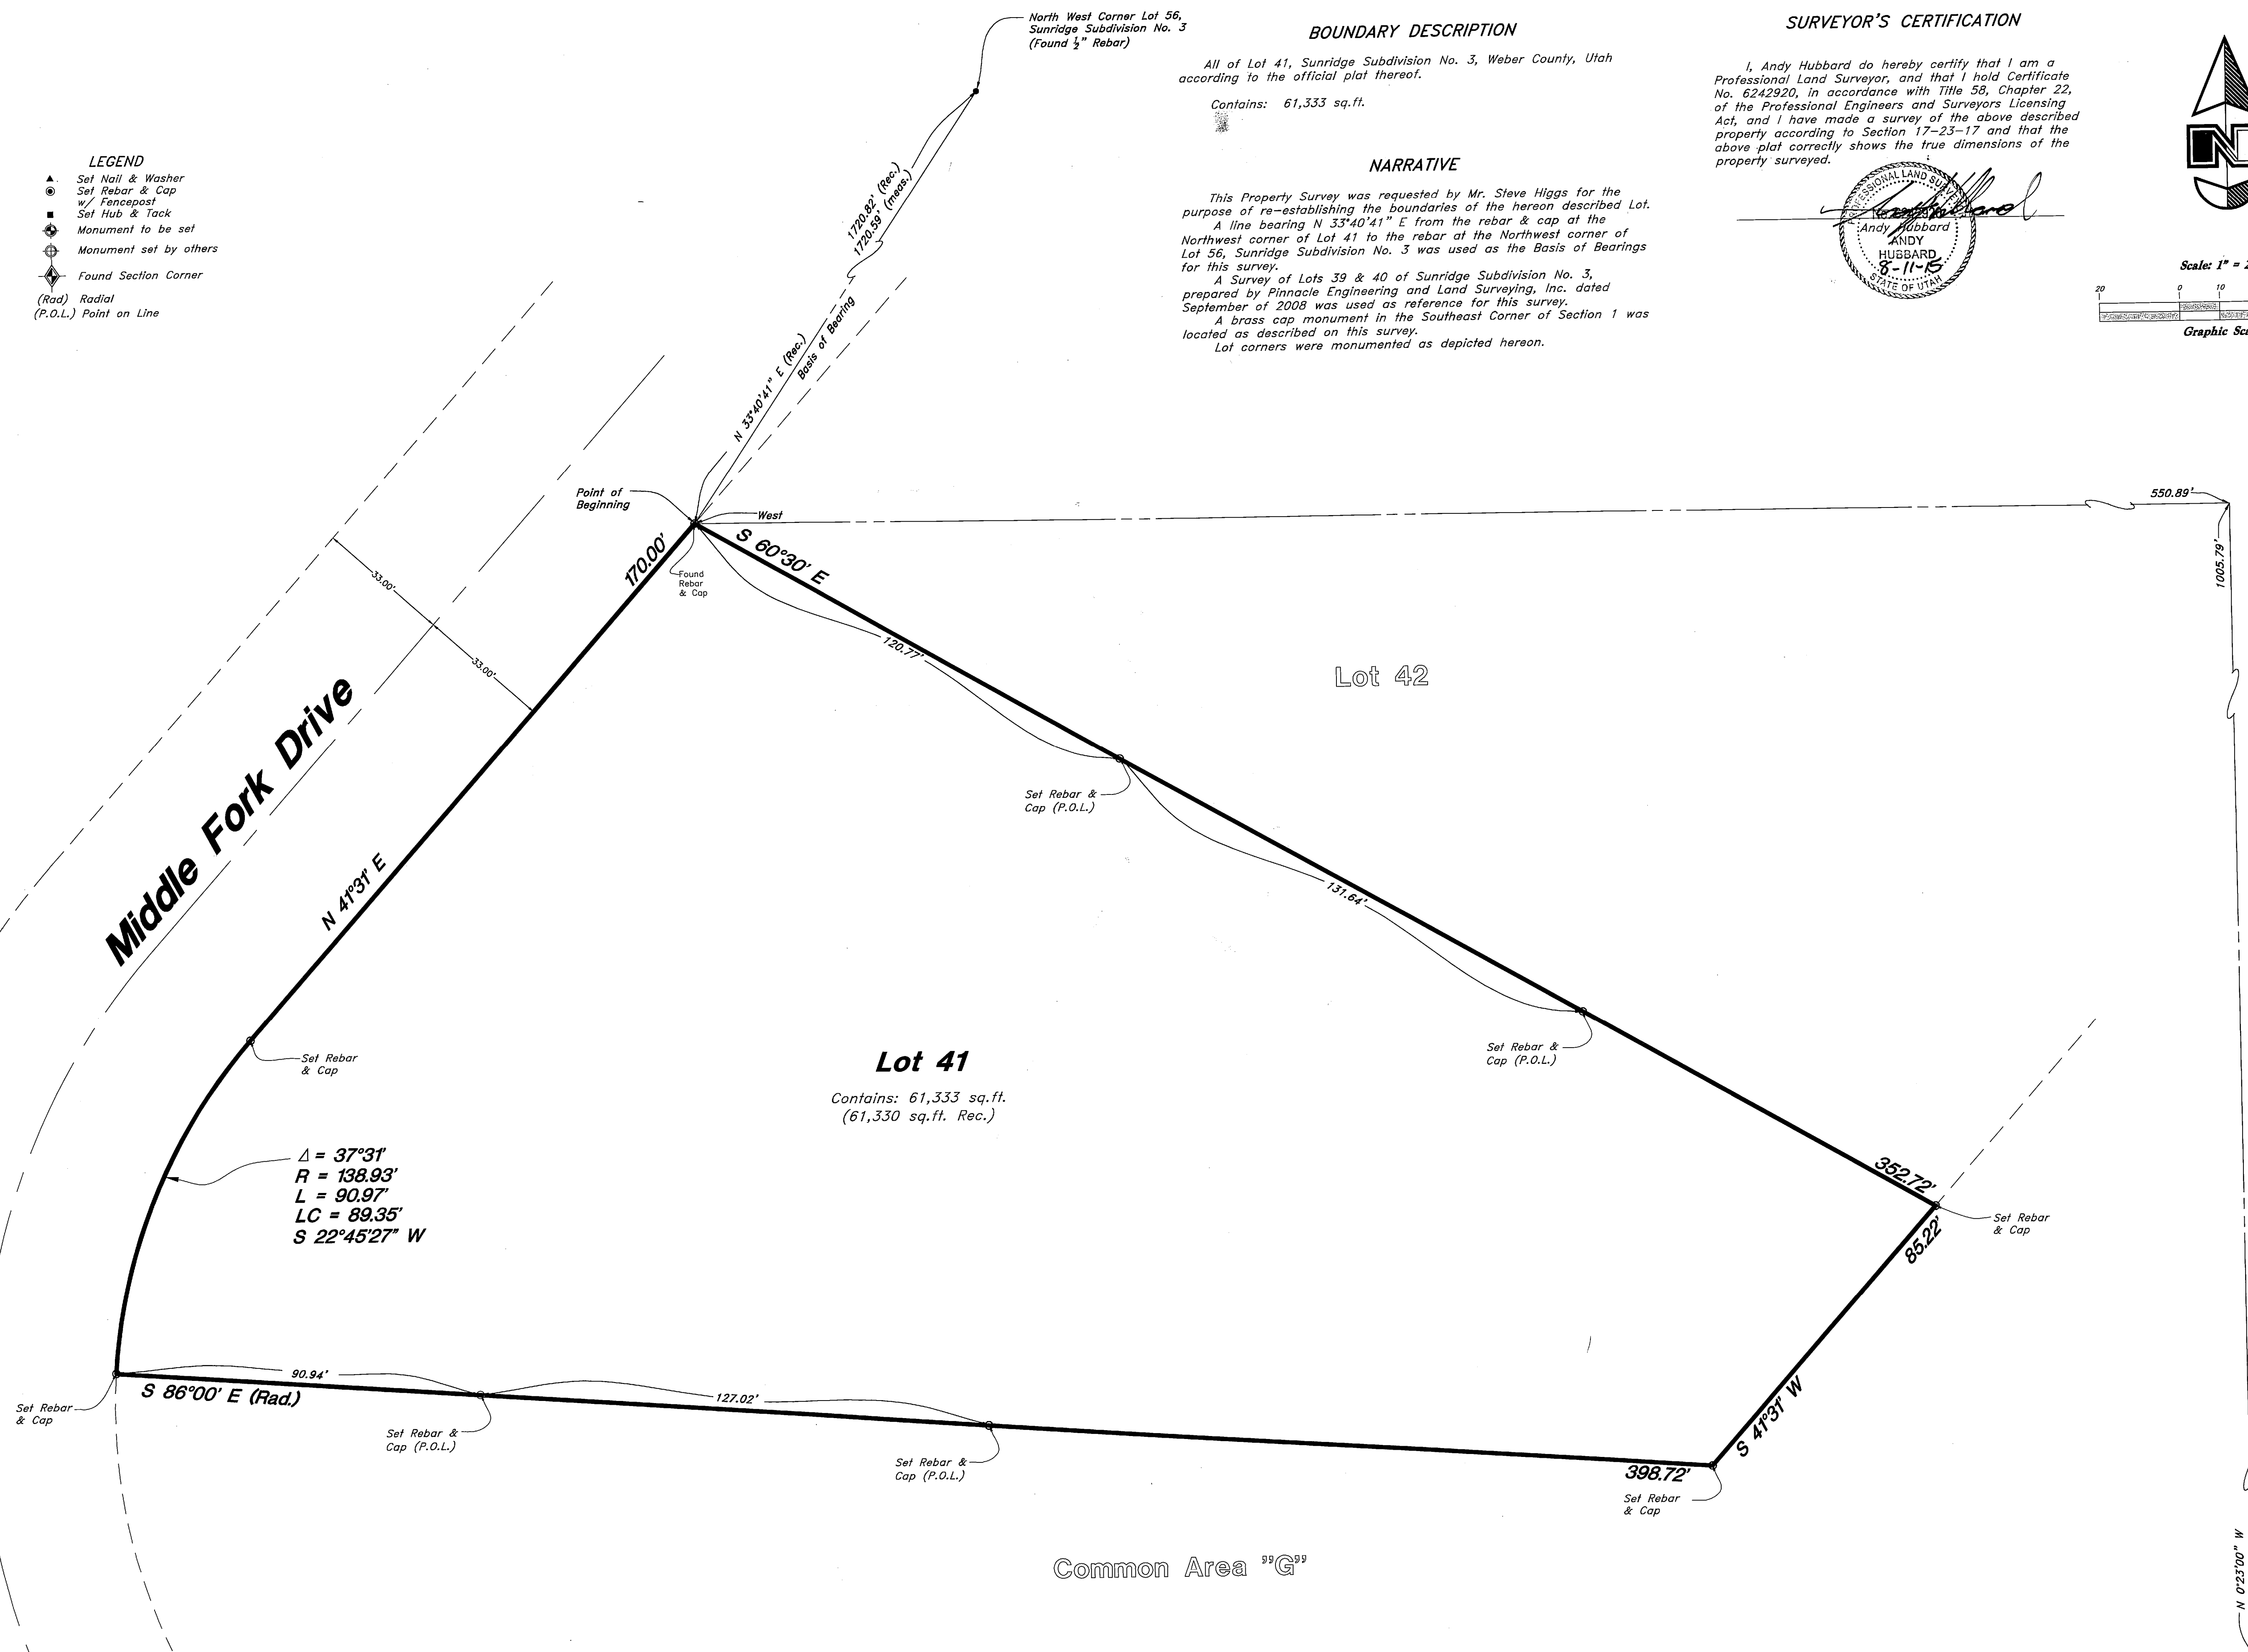 North West Corner Lot 56,
Sunridge Subdivision No. 3
(Found ½" Rebar)
BOUNDARY DESCRIPTION
All of Lot 41, Sunridge Subdivision No. 3, Weber County, Utah
according to the official plat thereof.
Contains: 61,333 sq.ft.
NARRATIVE
This Property Survey was requested by Mr. Steve Higgs for the
purpose of re-establishing the boundaries of the hereon described Lot.
A line bearing N 33°40'41" E from the rebar & cap at the
Northwest corner of Lot 41 to the rebar at the Northwest corner of
Lot 56, Sunridge Subdivision No. 3 was used as the Basis of Bearings
for this survey.
A Survey of Lots 39 & 40 of Sunridge Subdivision No. 3,
prepared by Pinnacle Engineering and Land Surveying, Inc. dated
September of 2008 was used as reference for this survey.
A brass cap monument in the Southeast Corner of Section 1 was
located as described on this survey.
Lot corners were monumented as depicted hereon.
SURVEYOR'S CERTIFICATION
I, Andy Hubbard do hereby certify that I am a
Professional Land Surveyor, and that I hold Certificate
No. 6242920, in accordance with Title 58, Chapter 22,
of the Professional Engineers and Surveyors Licensing
Act, and I have made a survey of the above described
property according to Section 17-23-17 and that the
above plat correctly shows the true dimensions of the
property surveyed.
PROFESSIONAL LAND SURVEYOR
Andy Hubbard
ANDY
HUBBARD
8-11-15
STATE OF UTAH
N
Scale: 1" =
20 0 10
Graphic
LEGEND
Set Nail & Washer
Set Rebar & Cap
w/ Fencepost
Set Hub & Tack
Monument to be set
Monument set by others
Found Section Corner
(Rad) Radial
(P.O.L.) Point on Line
1720.82' (Rec.)
1720.59' (meas.)
N 33°40'41" E (Rec.)
Basis of Bearing
Point of
Beginning
West
550.89'
1005.79'
170.00'
S 60°30' E
Found
Rebar
& Cap
33.00'
33.00'
120.77'
Lot 42
Middle Fork Drive
N 41°31' E
Set Rebar &
Cap (P.O.L.)
131.64'
Set Rebar
& Cap
Lot 41
Contains: 61,333 sq.ft.
(61,330 sq.ft. Rec.)
Set Rebar &
Cap (P.O.L.)
Δ = 37°31'
R = 138.93'
L = 90.97'
LC = 89.35'
S 22°45'27" W
352.72'
Set Rebar
& Cap
85.22'
S 41°31' W
90.94'
S 86°00' E (Rad.)
127.02'
Set Rebar
& Cap
Set Rebar &
Cap (P.O.L.)
Set Rebar &
Cap (P.O.L.)
398.72'
Set Rebar
& Cap
Common Area "G"
N 0°23'00" W